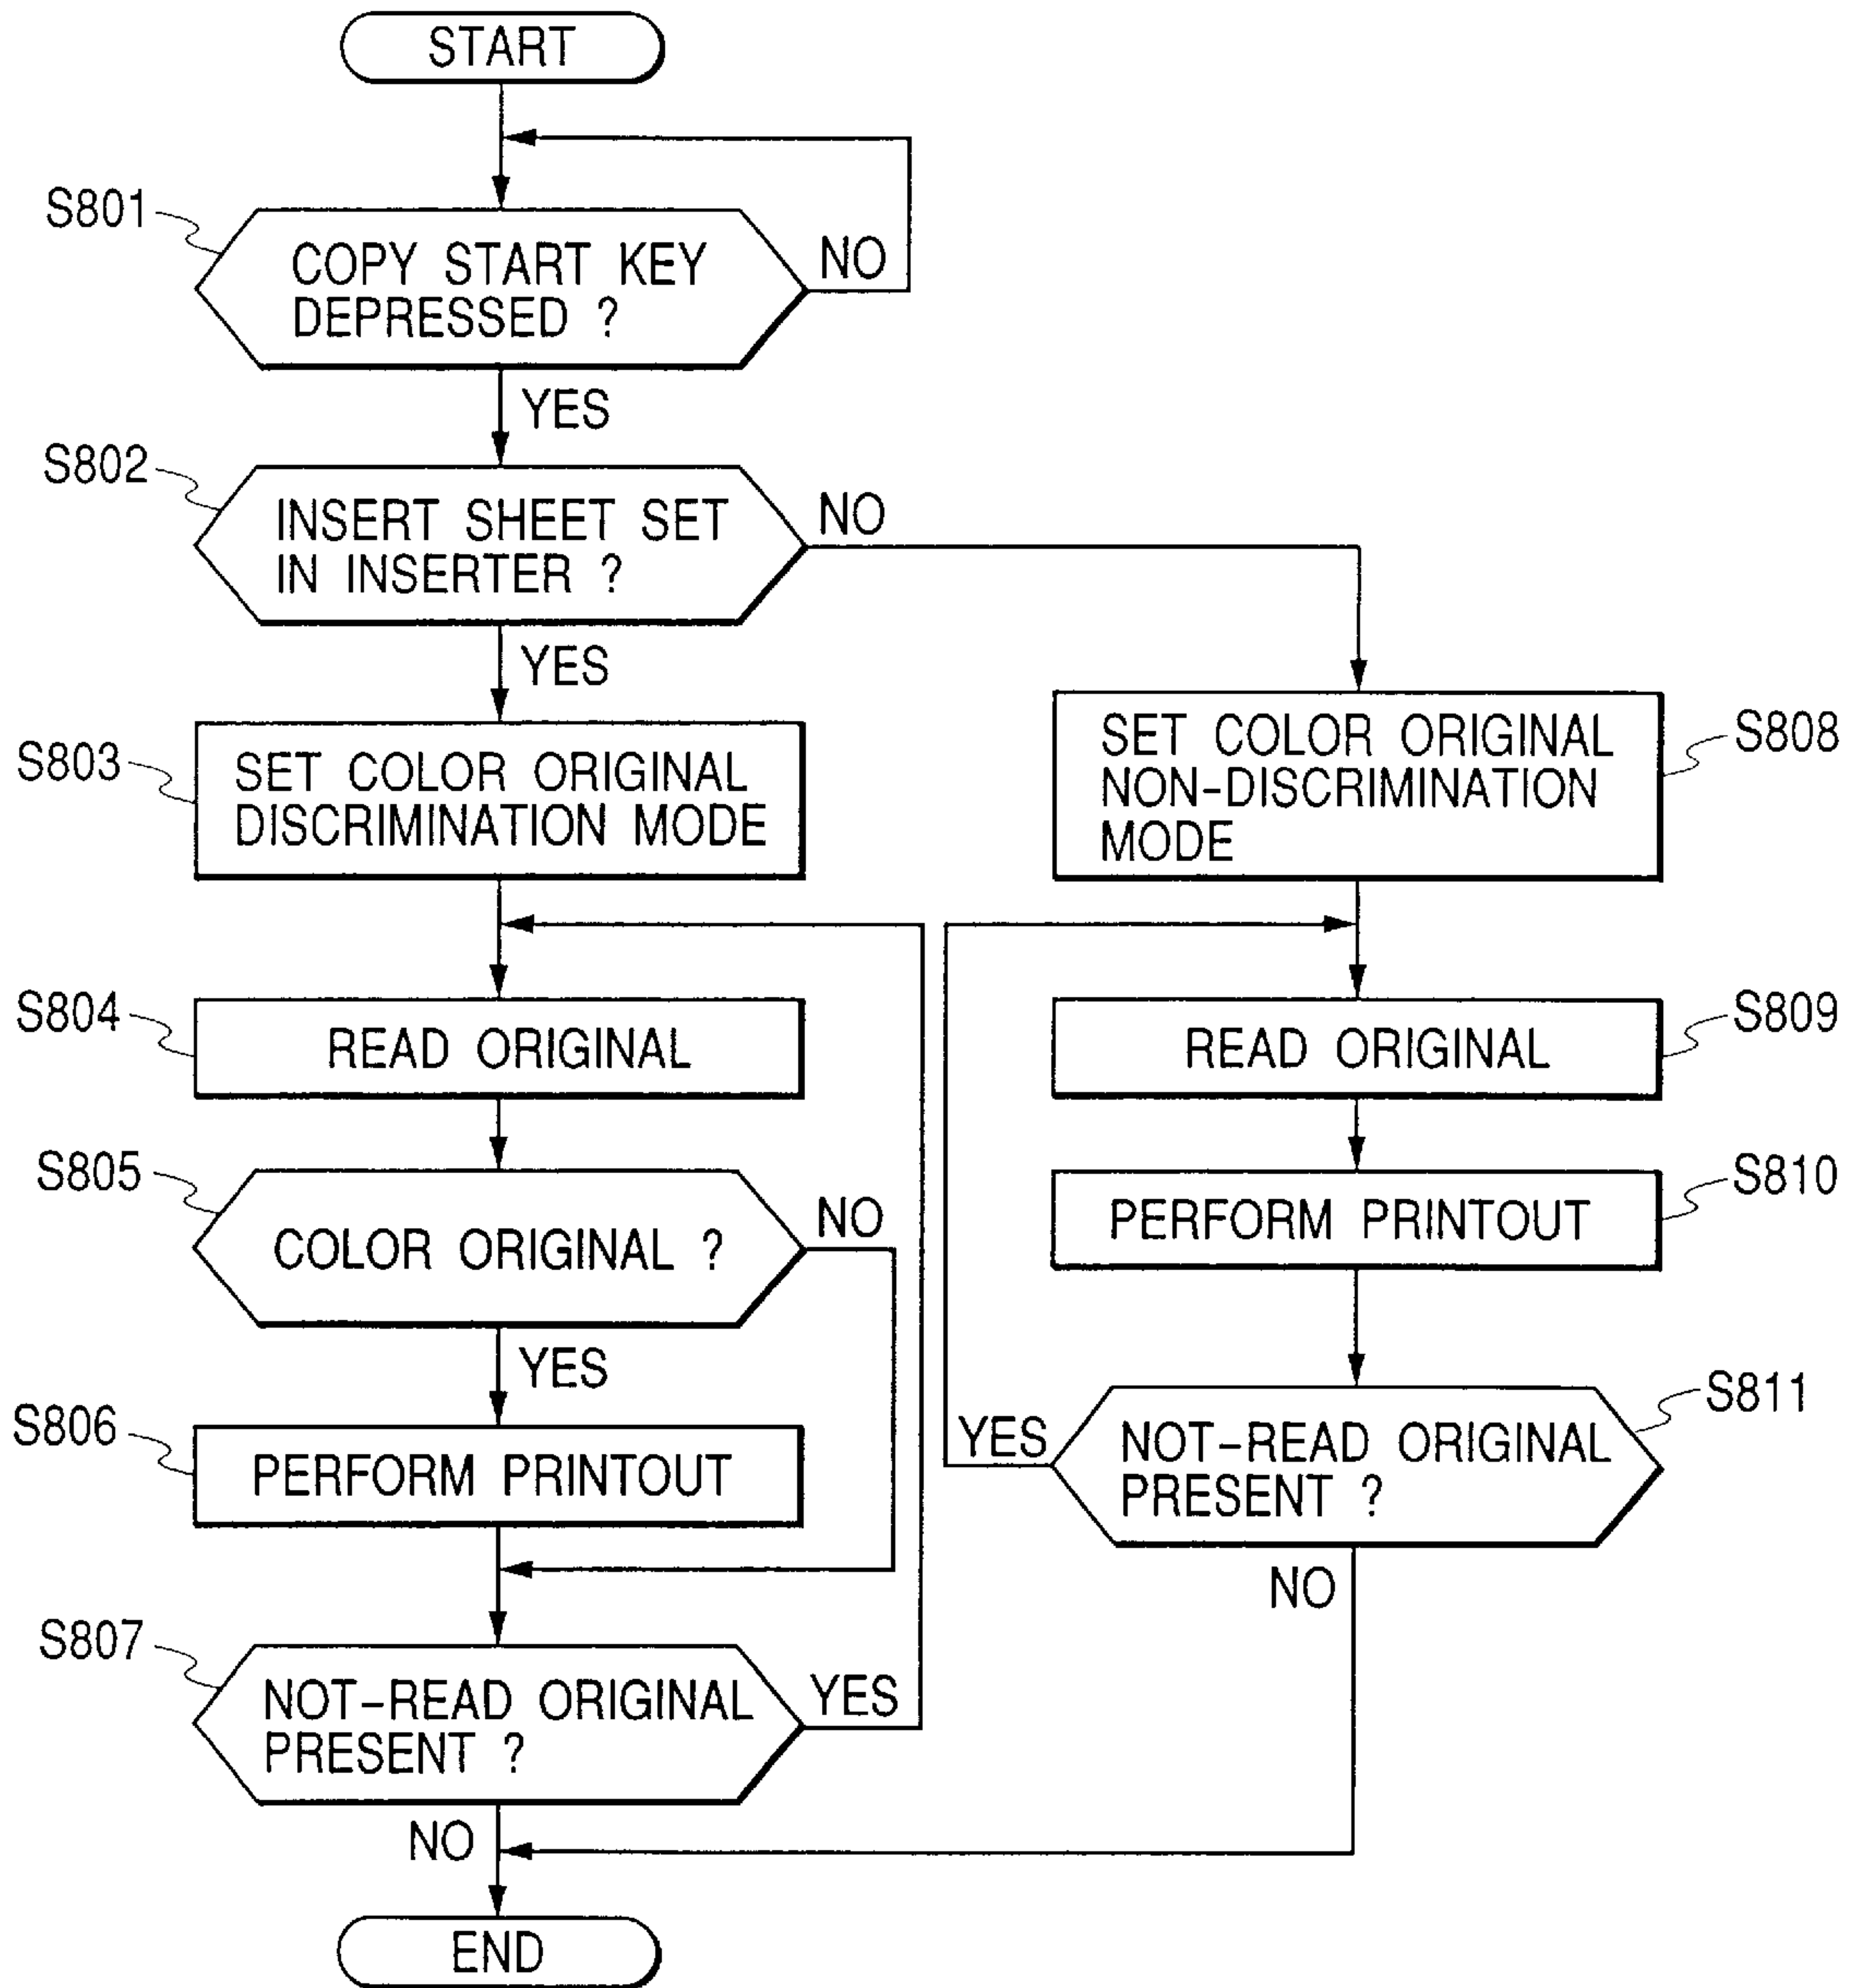 START
S801
COPY START KEY
DEPRESSED ?
NO
YES
S802
INSERT SHEET SET
IN INSERTER ?
NO
YES
S803
SET COLOR ORIGINAL
DISCRIMINATION MODE
SET COLOR ORIGINAL
NON-DISCRIMINATION
MODE
S808
S804
READ ORIGINAL
READ ORIGINAL
S809
S805
COLOR ORIGINAL ?
NO
YES
PERFORM PRINTOUT
S810
S806
PERFORM PRINTOUT
YES
NOT-READ ORIGINAL
PRESENT ?
S811
NO
S807
NOT-READ ORIGINAL
PRESENT ?
YES
NO
END